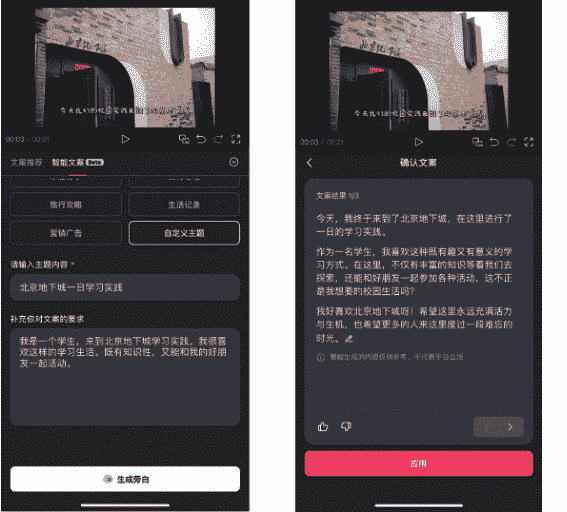 00:03 / 00:21
文案推荐 智能文案 Beta
旅行攻略 生活记录
营销广告 自定义主题
请输入主题内容 *
北京地下城一日学习实践
补充你对文案的要求
我是一个学生，来到北京地下城学习实践。我很喜
欢这样的学习生活。既有知识性，又能和我的好朋
友一起活动。
生成旁白
00:03 / 00:21
确认文案
文案结果 1/3
今天，我终于来到了北京地下城，在这里进行了
一日的学习实践。
作为一名学生，我喜欢这种既有趣又有意义的学
习方式。在这里，不仅有丰富的知识等着我们去
探索，还能和好朋友一起参加各种活动，这不正
是我想要的校园生活吗？
我好喜欢北京地下城呀！希望这里永远充满活力
与生机，也希望更多的人来这里度过一段难忘的
时光。
智能生成的内容仅供参考，不代表平台立场
应用